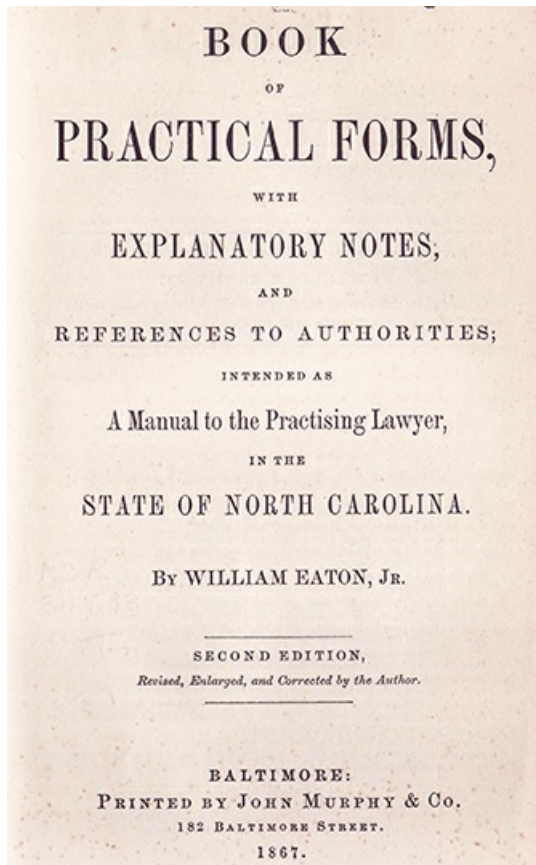 BOOK
OF
PRACTICAL FORMS,
WITH
EXPLANATORY NOTES,
AND
REFERENCES TO AUTHORITIES;
INTENDED AS
A Manual to the Practising Lawyer,
IN THE
STATE OF NORTH CAROLINA.
BY WILLIAM EATON, JR.
SECOND EDITION,
Revised, Enlarged, and Corrected by the Author.
BALTIMORE:
PRINTED BY JOHN MURPHY & CO.
182 BALTIMORE STREET.
1867.